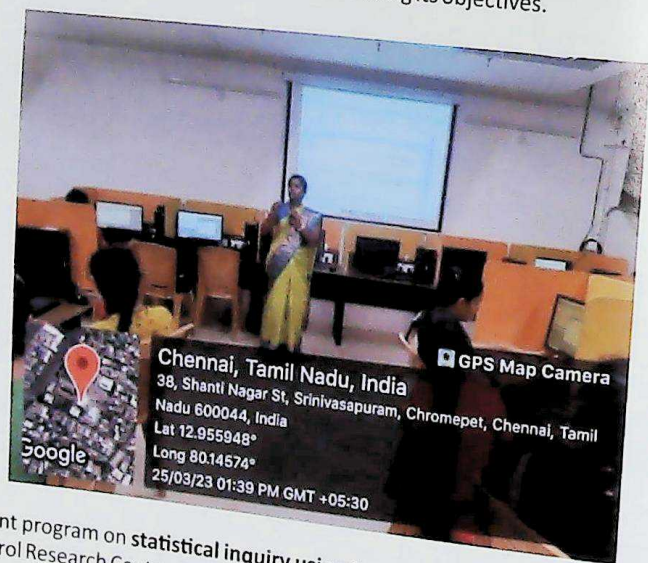 objectives.
GPS Map Camera
Chennai, Tamil Nadu, India
38, Shanti Nagar St, Srinivasapuram, Chromepet, Chennai, Tamil
Nadu 600044, India
Lat 12.955948°
Long 80.14574°
25/03/23 01:39 PM GMT +05:30
Google
program on statistical inquiry
Research